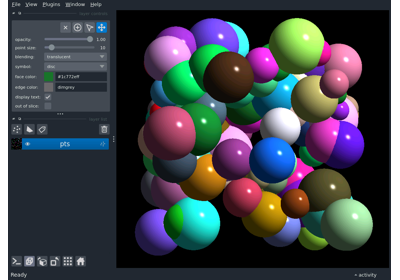 File View Plugins Window Help
opacity: 1.00
point size: 10
blending: translucent
symbol: disc
face color: #1c772eff
edge color: dimgrey
display text:
out of slice:
pts
Ready
activity